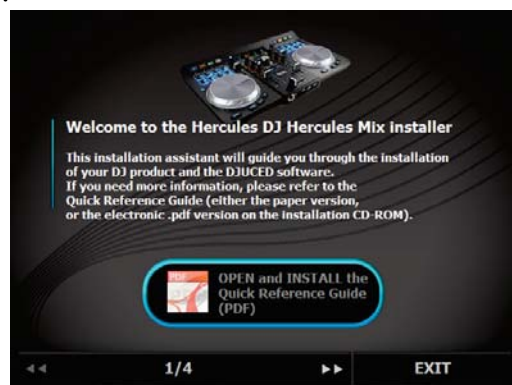 Welcome to the Hercules DJ Hercules Mix installer
This installation assistant will guide you through the installation
of your DJ product and the DJUCED software.
If you need more information, please refer to the
Quick Reference Guide (either the paper version,
or the electronic .pdf version on the installation CD-ROM).
PDF
OPEN and INSTALL the
Quick Reference Guide
(PDF)
1/4
EXIT